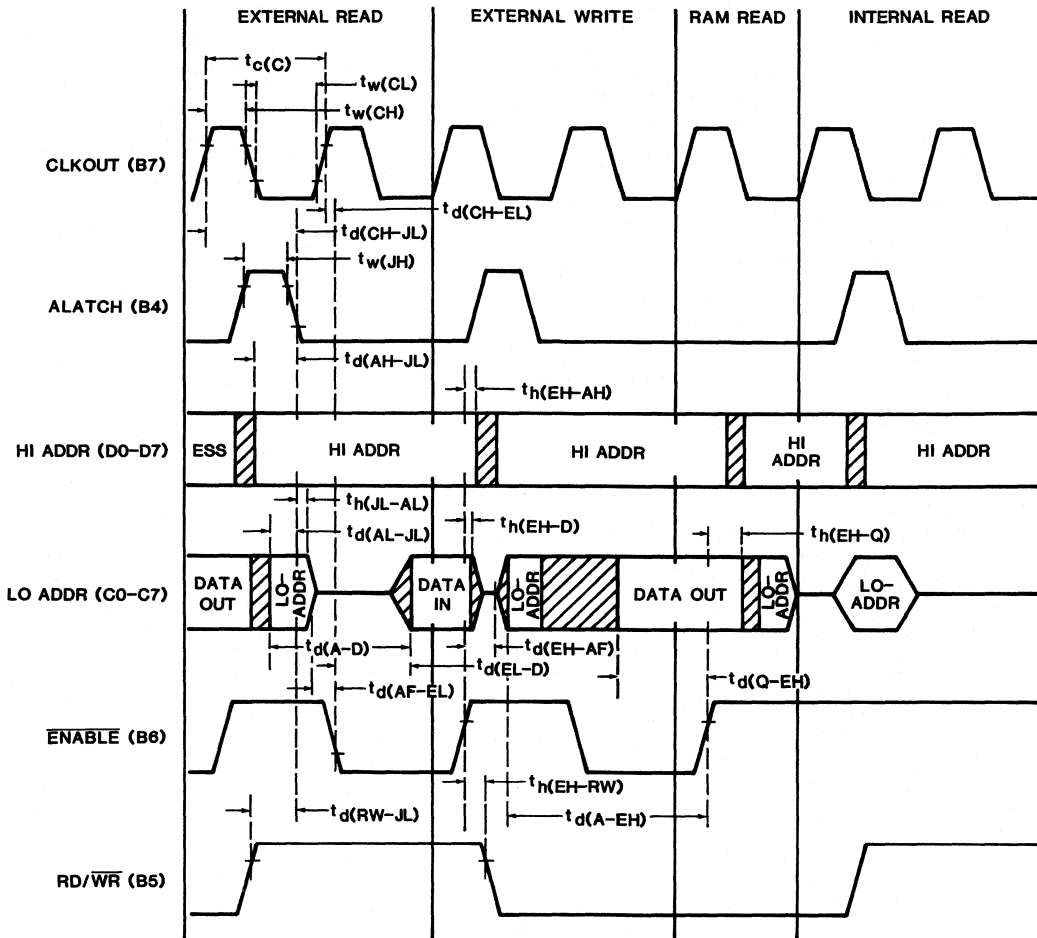 EXTERNAL READ
EXTERNAL WRITE
RAM READ
INTERNAL READ
tc(C)
tw(CL)
tw(CH)
CLKOUT (B7)
td(CH–EL)
td(CH–JL)
tw(JH)
ALATCH (B4)
td(AH–JL)
th(EH–AH)
HI ADDR (D0–D7)
ESS
HI ADDR
HI ADDR
HI
ADDR
HI ADDR
th(JL–AL)
td(AL–JL)
th(EH–D)
th(EH–Q)
LO ADDR (C0–C7)
DATA
OUT
LO–
ADDR
DATA
IN
LO–
ADDR
DATA OUT
LO–
ADDR
LO–
ADDR
td(A–D)
td(EH–AF)
td(EL–D)
td(AF–EL)
td(Q–EH)
ENABLE (B6)
th(EH–RW)
td(RW–JL)
td(A–EH)
RD/WR (B5)